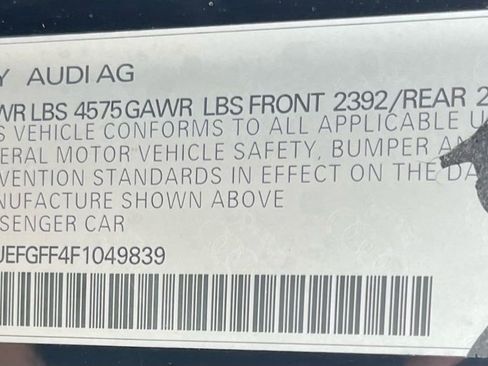 Y AUDI AG
WR LBS 4575 GAWR LBS FRONT 2392/REAR 2
S VEHICLE CONFORMS TO ALL APPLICABLE U
ERAL MOTOR VEHICLE SAFETY, BUMPER AN
VENTION STANDARDS IN EFFECT ON THE DA
NUFACTURE SHOWN ABOVE
SENGER CAR
UEFGFF4F1049839